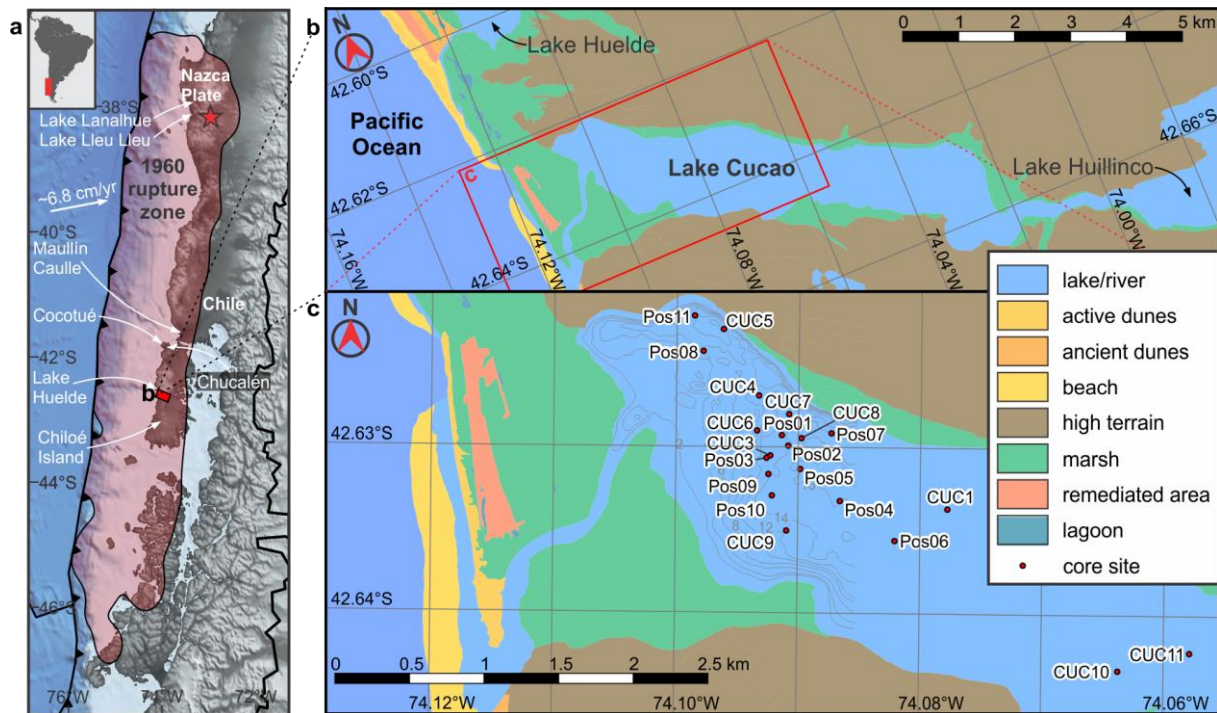 a
Nazca
Plate
38°S
Lake Lanalhue
Lake Lleu Lleu
1960
rupture
zone
~6.8 cm/yr
40°S
Maullín
Caulle
Chile
Cocotué
42°S
Lake
Huelde
b
Chucalén
Chiloé
Island
44°S
46°S
76°W
74°W
72°W
b
N
Lake Huelde
0 1 2 3 4 5 km
42.60°S
Pacific
Ocean
42.66°S
Lake Cucao
Lake Huillinco
c
42.62°S
74.16°W
42.64°S
74.12°W
74.08°W
74.04°W
74.00°W
lake/river
active dunes
ancient dunes
beach
high terrain
marsh
remediated area
lagoon
core site
c
N
Pos11
CUC5
Pos08
CUC4
CUC7
CUC6
Pos01
CUC8
Pos07
42.63°S
2
CUC3
Pos02
Pos03
Pos05
Pos09
Pos10
Pos04
CUC1
8 12 14
CUC9
Pos06
42.64°S
0 0.5 1 1.5 2 2.5 km
CUC11
CUC10
74.12°W
74.10°W
74.08°W
74.06°W